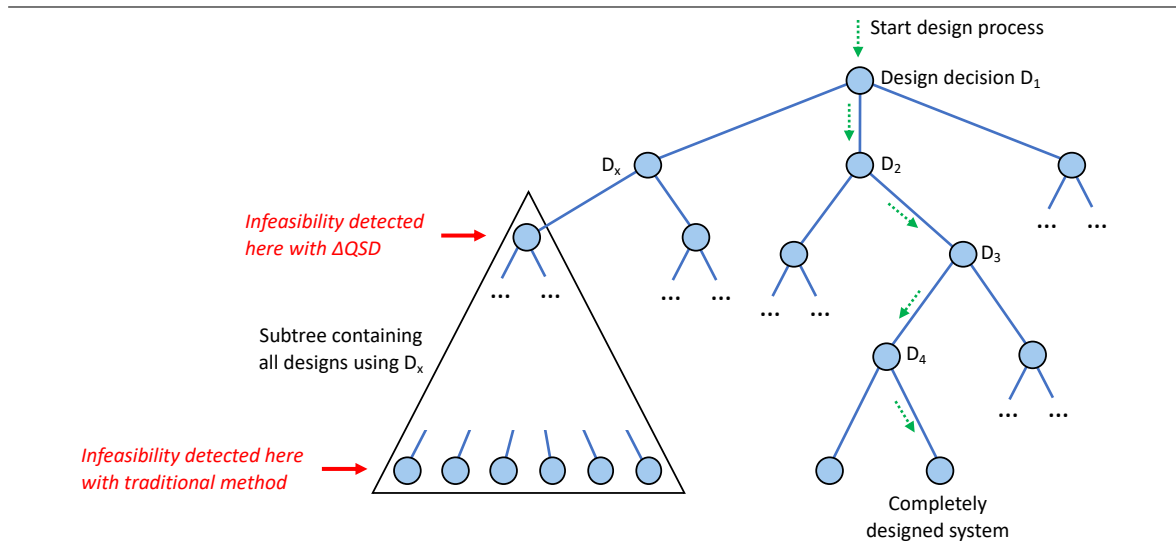 Start design process
Design decision D₁
Dₓ
D₂
Infeasibility detected
here with ΔQSD
... ...
D₃
... ...
... ...
... ...
Subtree containing
all designs using Dₓ
D₄
... ...
Infeasibility detected here
with traditional method
Completely
designed system